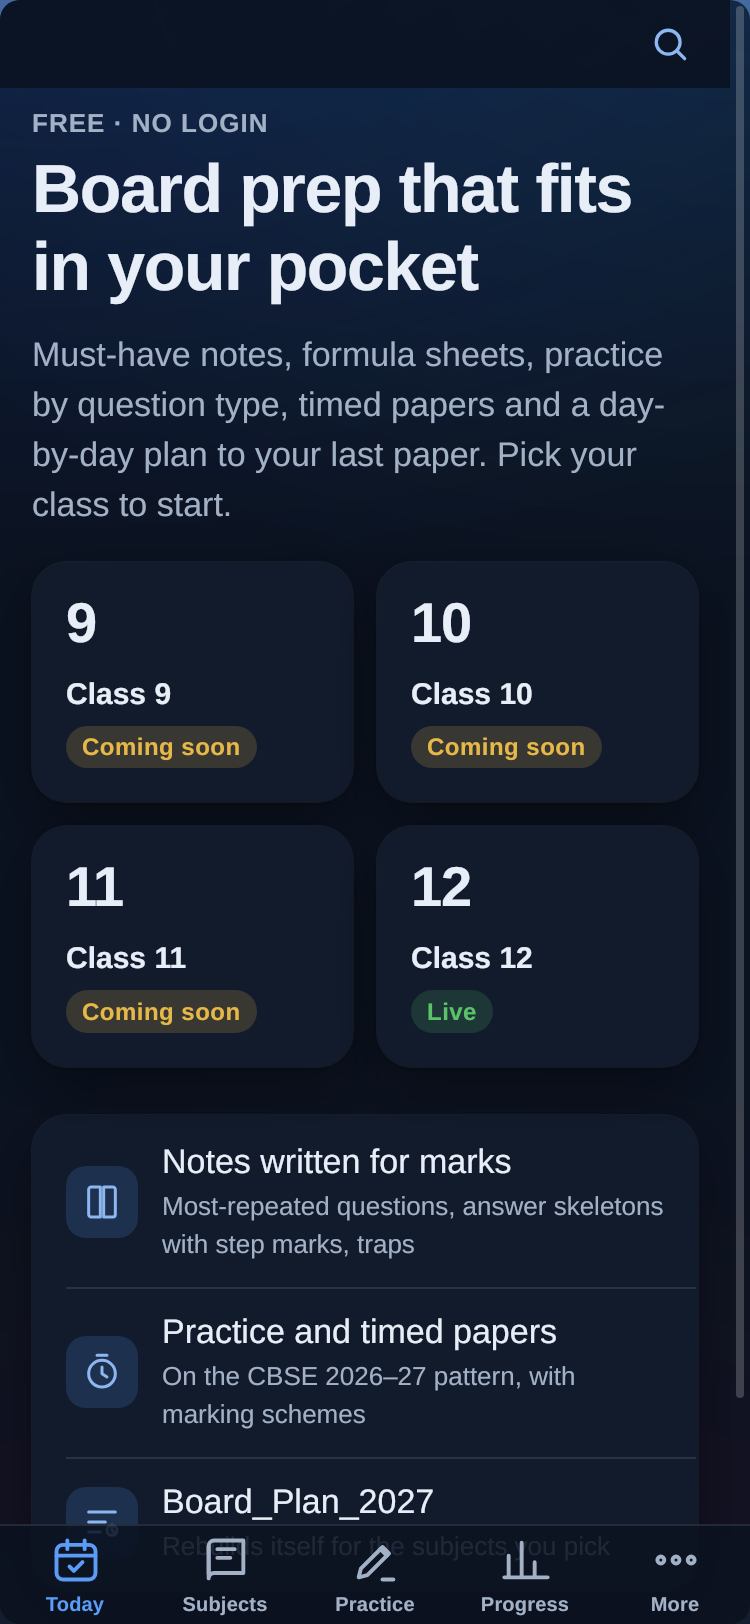 FREE · NO LOGIN
Board prep that fits
in your pocket
Must-have notes, formula sheets, practice
by question type, timed papers and a day-
by-day plan to your last paper. Pick your
class to start.
9
Class 9
Coming soon
10
Class 10
Coming soon
11
Class 11
Coming soon
12
Class 12
Live
Notes written for marks
Most-repeated questions, answer skeletons
with step marks, traps
Practice and timed papers
On the CBSE 2026–27 pattern, with
marking schemes
Board_Plan_2027
Rebuilds itself for the subjects you pick
Today
Subjects
Practice
Progress
More